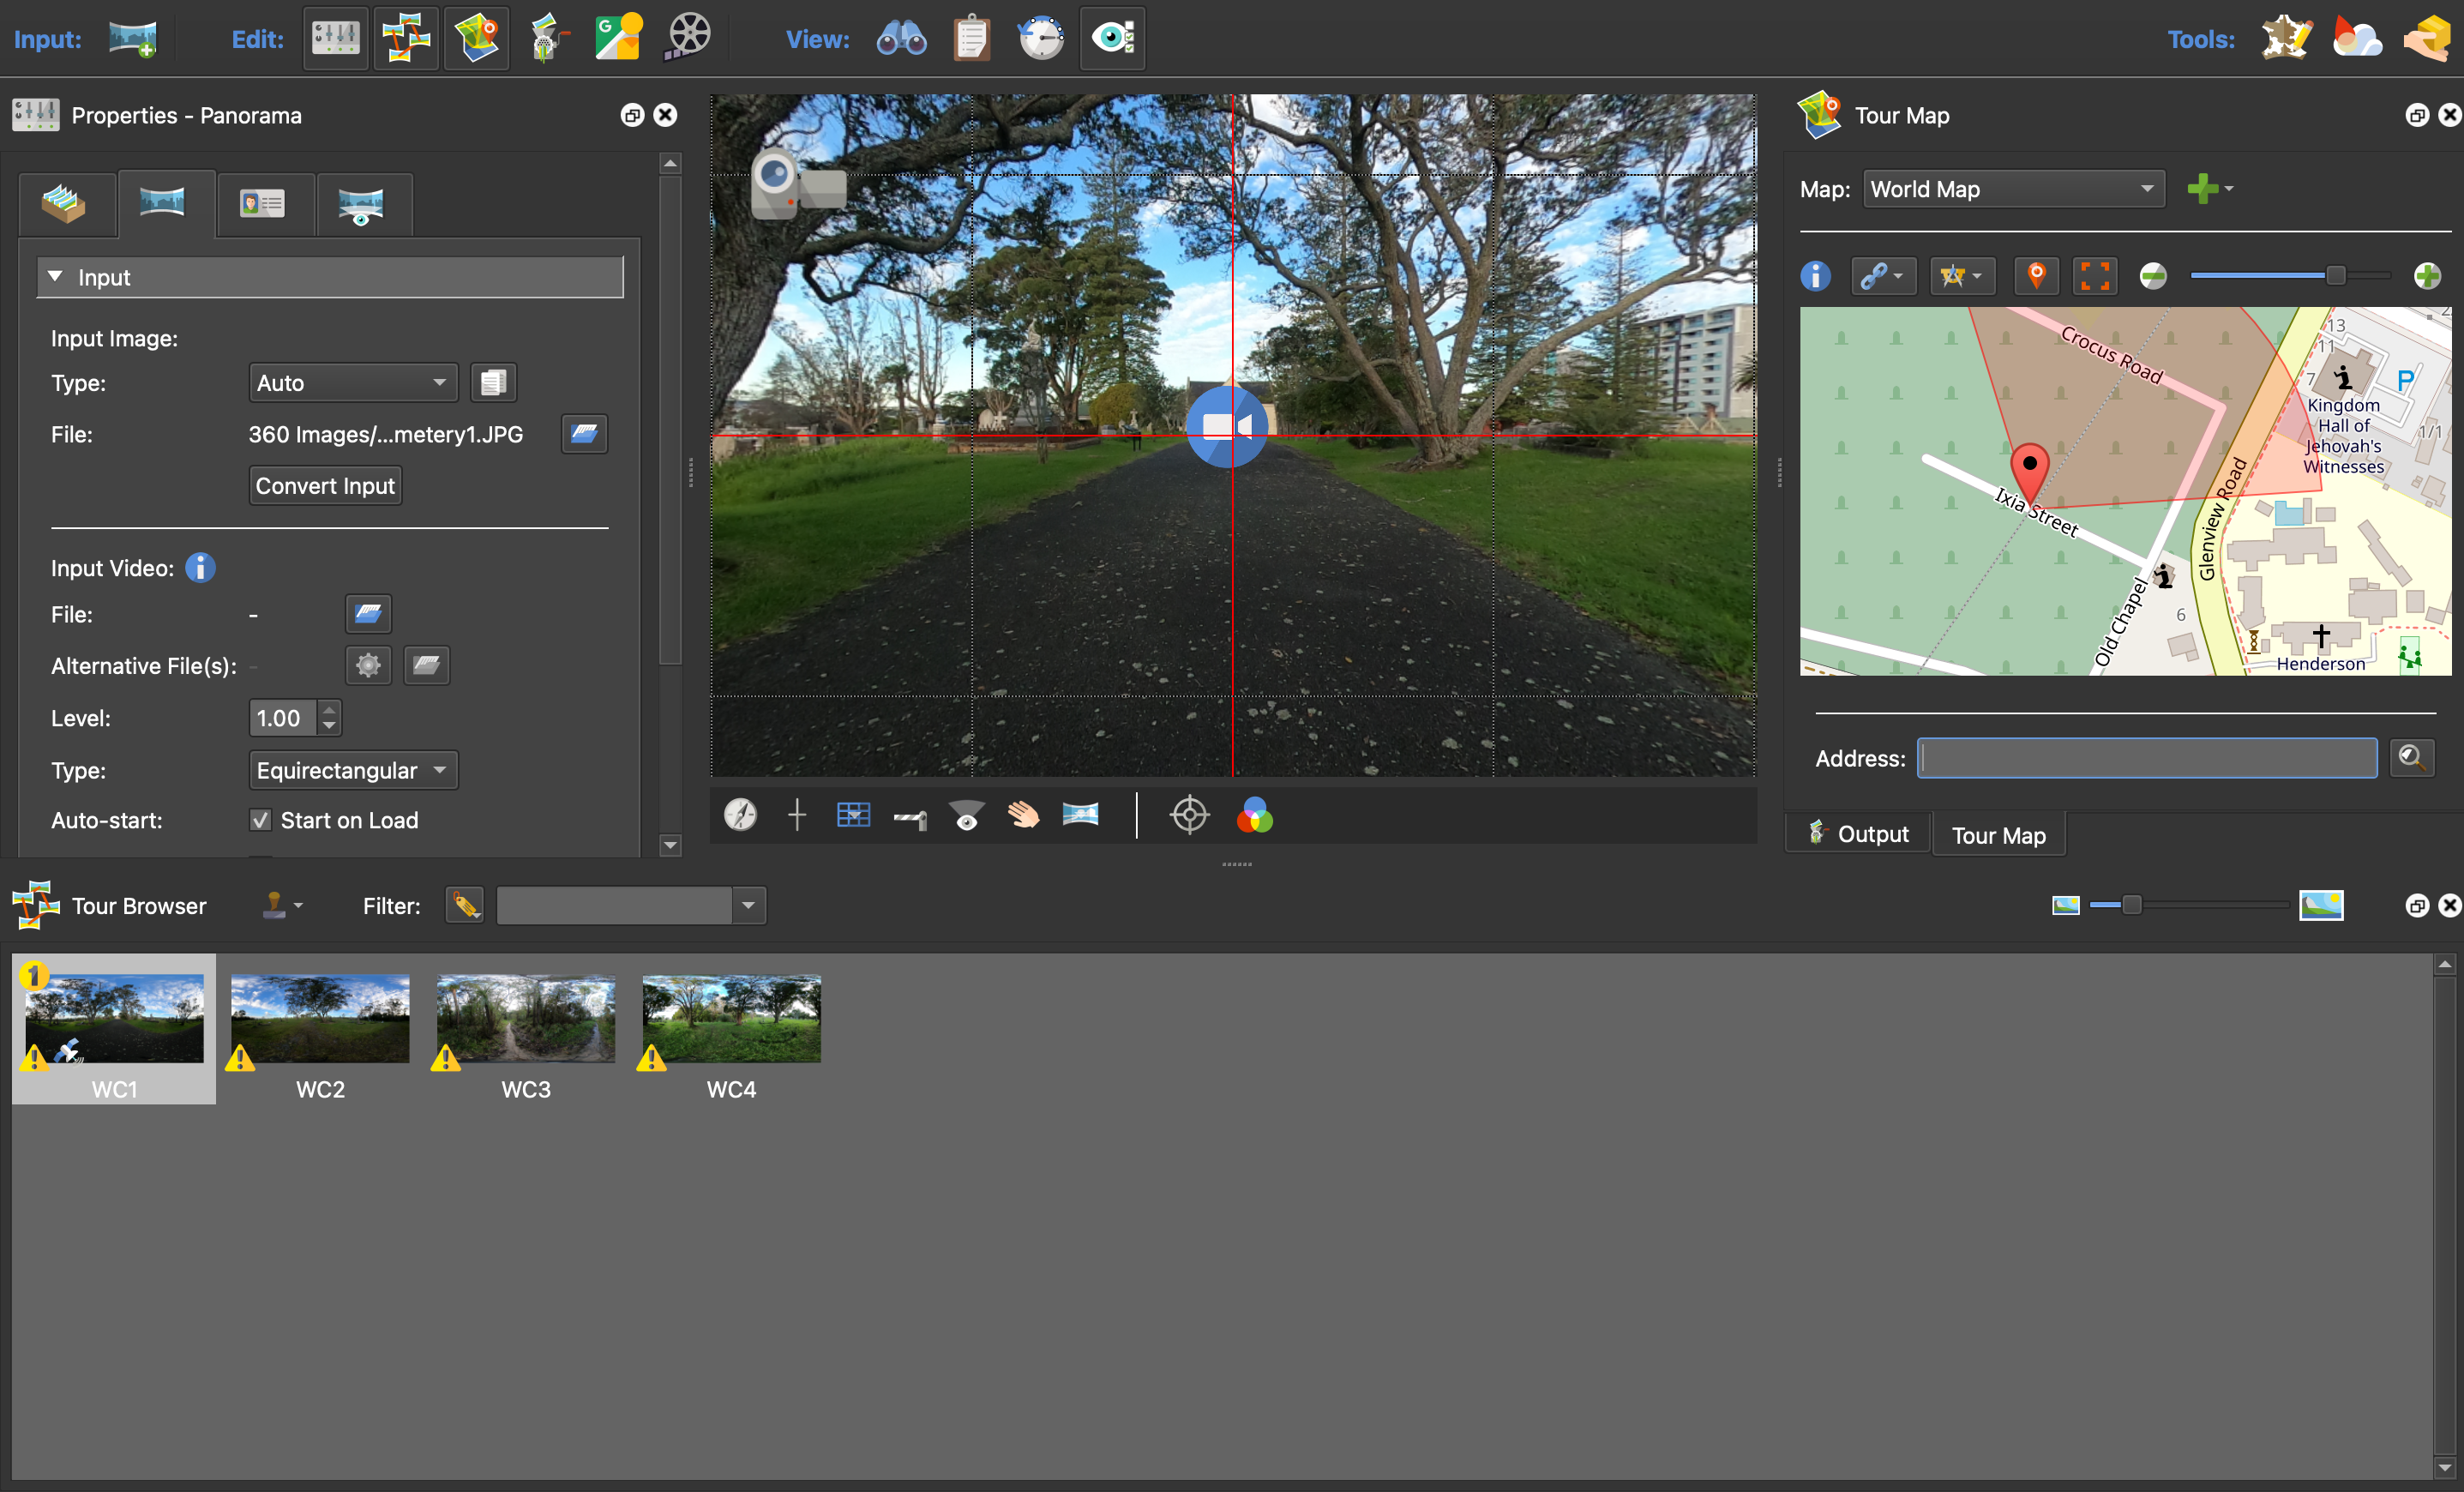 Input:
Edit:
View:
Tools:
Properties - Panorama
Input
Input Image:
Type:
Auto
File:
360 Images/...metery1.JPG
Convert Input
Input Video:
File:
-
Alternative File(s):
-
Level:
1.00
Type:
Equirectangular
Auto-start:
Start on Load
Tour Map
Map:
World Map
Crocus Road
Ixia Street
Glenview Road
Old Chapel
13
11
7
P
Kingdom
Hall of
Jehovah's
Witnesses
1/1
6
Henderson
Address:
Output
Tour Map
Tour Browser
Filter:
1
WC1
WC2
WC3
WC4